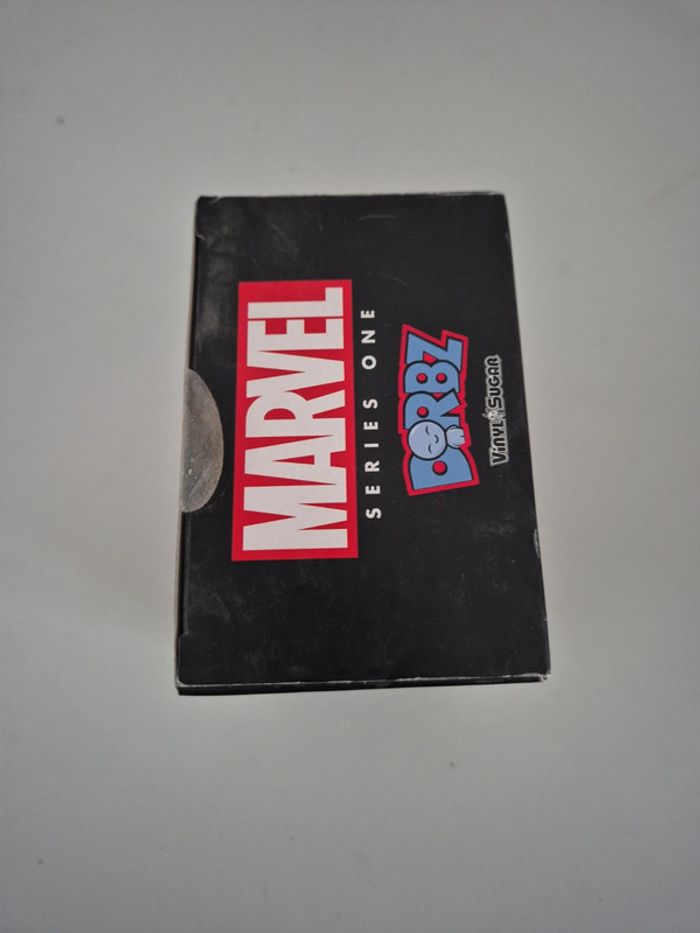 MARVEL
SERIES ONE
DORBZ
VINYL SUGAR